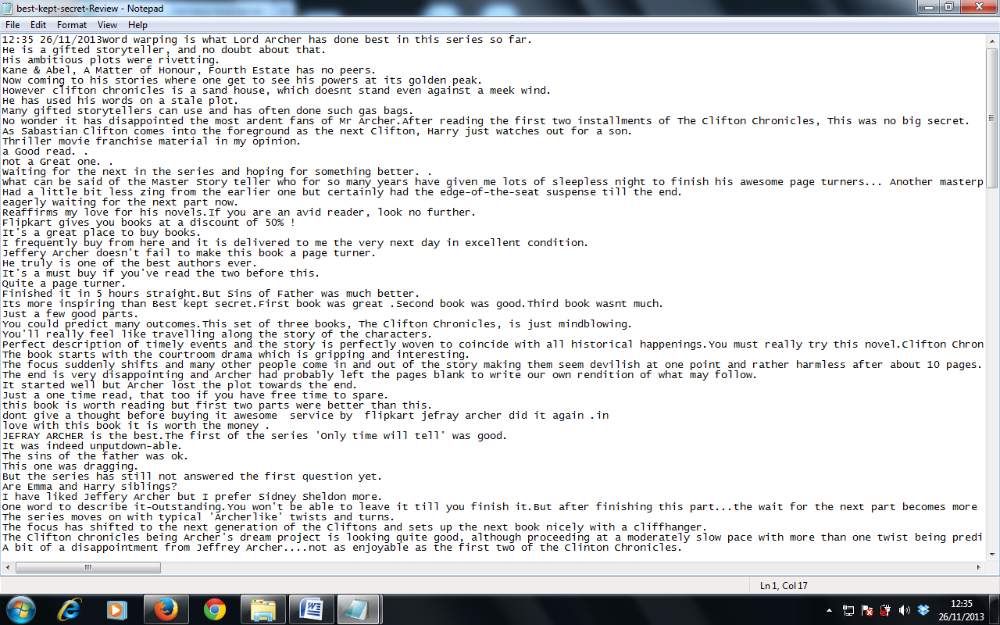 best-kept-secret-Review - Notepad
File Edit Format View Help
12:35 26/11/2013Word warping is what Lord Archer has done best in this series so far.
He is a gifted storyteller, and no doubt about that.
His ambitious plots were rivetting.
Kane & Abel, A Matter of Honour, Fourth Estate has no peers.
Now coming to his stories where one get to see his powers at its golden peak.
However clifton chronicles is a sand house, which doesnt stand even against a meek wind.
He has used his words on a stale plot.
Many gifted storytellers can use and has often done such gas bags.
No wonder it has disappointed the most ardent fans of Mr Archer.After reading the first two installments of The Clifton Chronicles, This was no big secret.
As Sabastian Clifton comes into the foreground as the next Clifton, Harry just watches out for a son.
Thriller movie franchise material in my opinion.
a Good read. .
not a Great one. .
Waiting for the next in the series and hoping for something better. .
What can be said of the Master Story teller who for so many years have given me lots of sleepless night to finish his awesome page turners... Another masterp
Had a little bit less zing from the earlier one but certainly had the edge-of-the-seat suspense till the end.
eagerly waiting for the next part now.
Reaffirms my love for his novels.If you are an avid reader, look no further.
Flipkart gives you books at a discount of 50% !
It's a great place to buy books.
I frequently buy from here and it is delivered to me the very next day in excellent condition.
Jeffery Archer doesn't fail to make this book a page turner.
He truly is one of the best authors ever.
It's a must buy if you've read the two before this.
Quite a page turner.
Finished it in 5 hours straight.But Sins of Father was much better.
Its more inspiring than Best kept secret.First book was great .Second book was good.Third book wasnt much.
Just a few good parts.
You could predict many outcomes.This set of three books, The Clifton Chronicles, is just mindblowing.
You'll really feel like travelling along the story of the characters.
Perfect description of timely events and the story is perfectly woven to coincide with all historical happenings.You must really try this novel.Clifton Chron
The book starts with the courtroom drama which is gripping and interesting.
The focus suddenly shifts and many other people come in and out of the story making them seem devilish at one point and rather harmless after about 10 pages.
The end is very disappointing and Archer had probably left the pages blank to write our own rendition of what may follow.
It started well but Archer lost the plot towards the end.
Just a one time read, that too if you have free time to spare.
this book is worth reading but first two parts were better than this.
dont give a thought before buying it awesome  service by  flipkart jefray archer did it again .in
love with this book it is worth the money .
JEFRAY ARCHER is the best.The first of the series 'Only time will tell' was good.
It was indeed unputdown-able.
The sins of the father was ok.
This one was dragging.
But the series has still not answered the first question yet.
Are Emma and Harry siblings?
I have liked Jeffery Archer but I prefer Sidney Sheldon more.
One word to describe it-Outstanding.You won't be able to leave it till you finish it.But after finishing this part...the wait for the next part becomes more
The series moves on with typical 'Archerlike' twists and turns.
The focus has shifted to the next generation of the Cliftons and sets up the next book nicely with a cliffhanger.
The Clifton chronicles being Archer's dream project is looking quite good, although proceeding at a moderately slow pace with more than one twist being predi
A bit of a disappointment from Jeffrey Archer....not as enjoyable as the first two of the Clinton Chronicles.
Ln 1, Col 17
12:35
26/11/2013